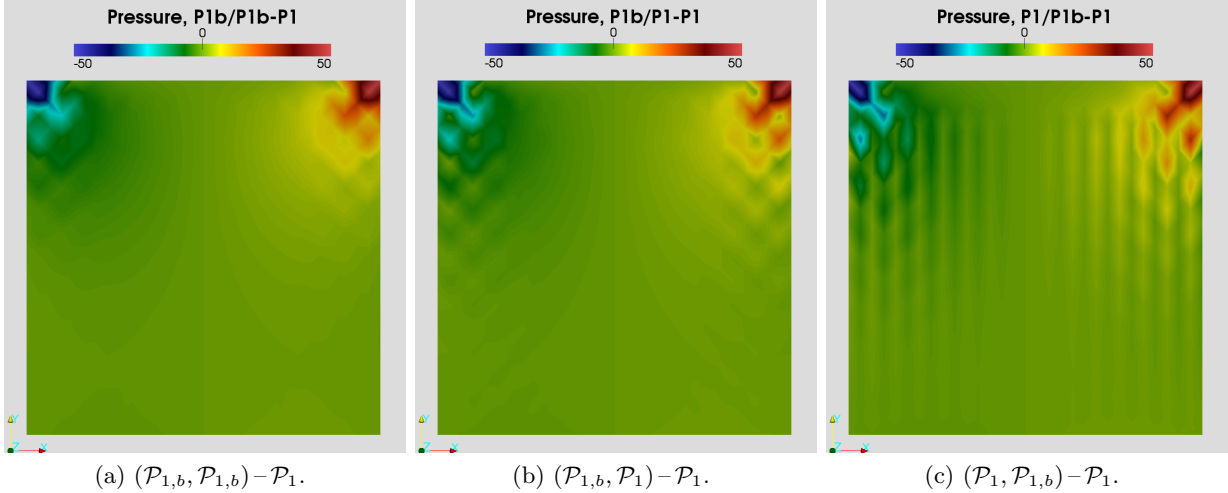 Pressure, P1b/P1b-P1
0
-50 50
Y
Z X
(a) (𝒫1,b, 𝒫1,b)–𝒫1.
Pressure, P1b/P1-P1
0
-50 50
Y
Z X
(b) (𝒫1,b, 𝒫1)–𝒫1.
Pressure, P1/P1b-P1
0
-50 50
Y
Z X
(c) (𝒫1, 𝒫1,b)–𝒫1.